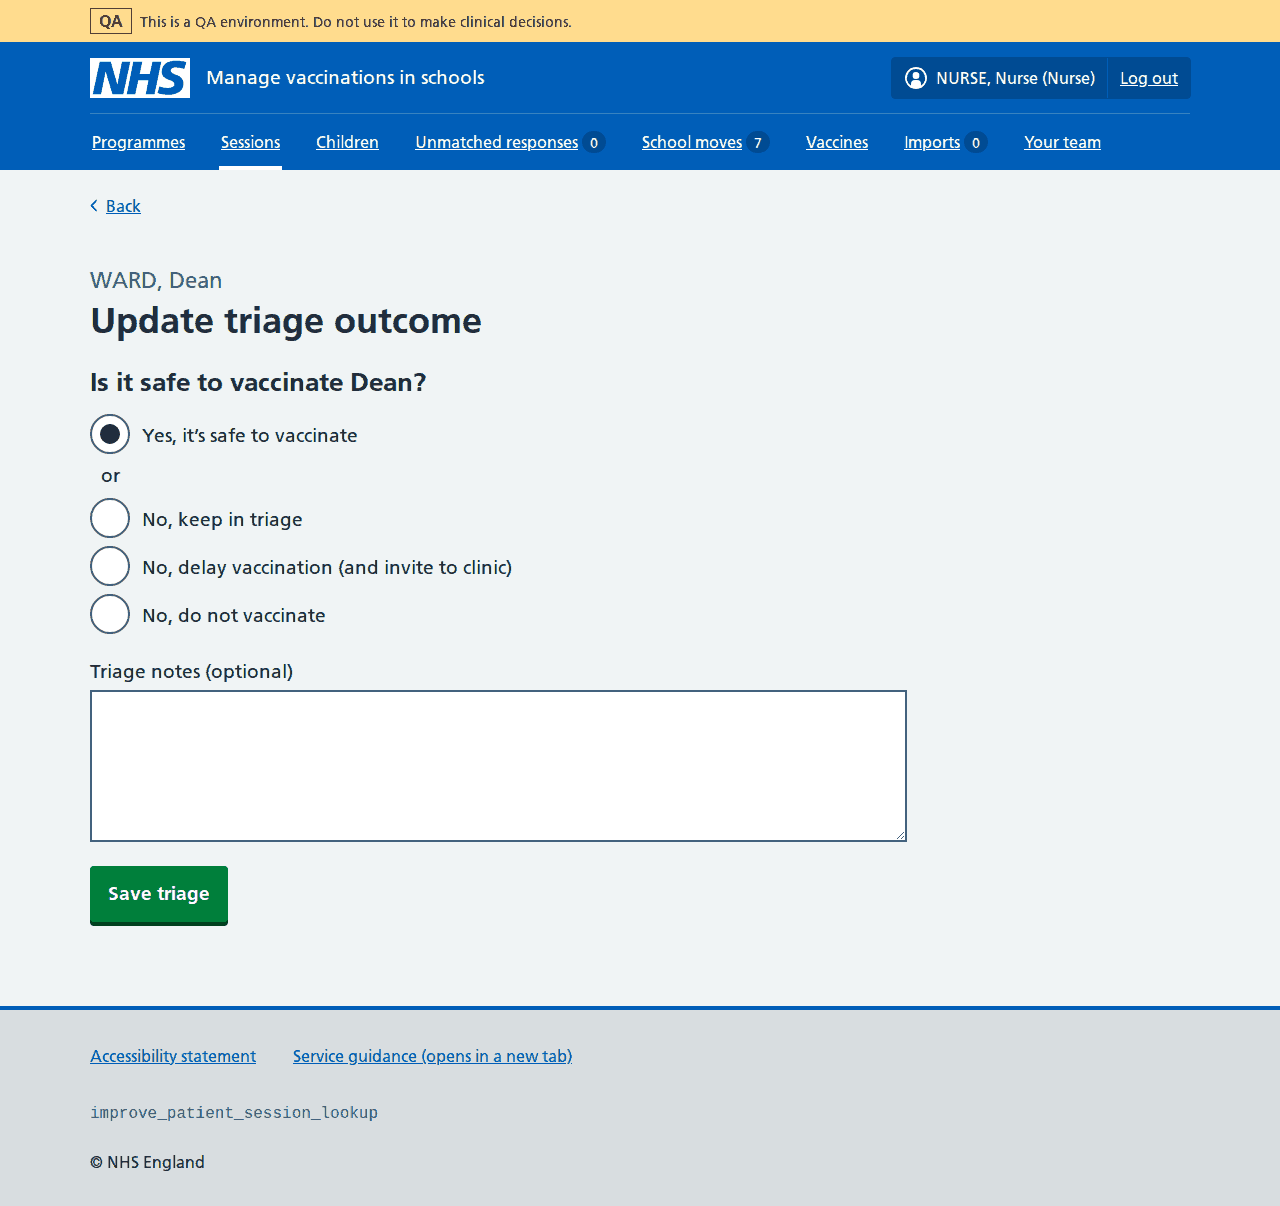 QA This is a QA environment. Do not use it to make clinical decisions.
NHS Manage vaccinations in schools NURSE, Nurse (Nurse) Log out
Programmes Sessions Children Unmatched responses 0 School moves 7 Vaccines Imports 0 Your team
Back
WARD, Dean
Update triage outcome
Is it safe to vaccinate Dean?
Yes, it’s safe to vaccinate
or
No, keep in triage
No, delay vaccination (and invite to clinic)
No, do not vaccinate
Triage notes (optional)
Save triage
Accessibility statement Service guidance (opens in a new tab)
improve_patient_session_lookup
© NHS England